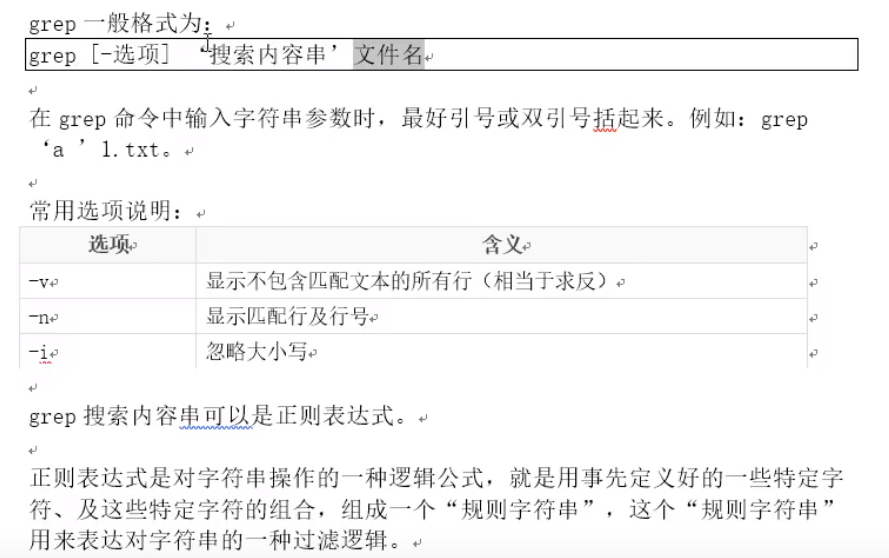 grep 一般格式为：
grep [-选项] ‘搜索内容串’文件名
在 grep 命令中输入字符串参数时，最好引号或双引号括起来。例如：grep
‘a ’1.txt。
常用选项说明：
选项 含义
-v 显示不包含匹配文本的所有行（相当于求反）
-n 显示匹配行及行号
-i 忽略大小写
grep 搜索内容串可以是正则表达式。
正则表达式是对字符串操作的一种逻辑公式，就是用事先定义好的一些特定字
符、及这些特定字符的组合，组成一个“规则字符串”，这个“规则字符串”
用来表达对字符串的一种过滤逻辑。